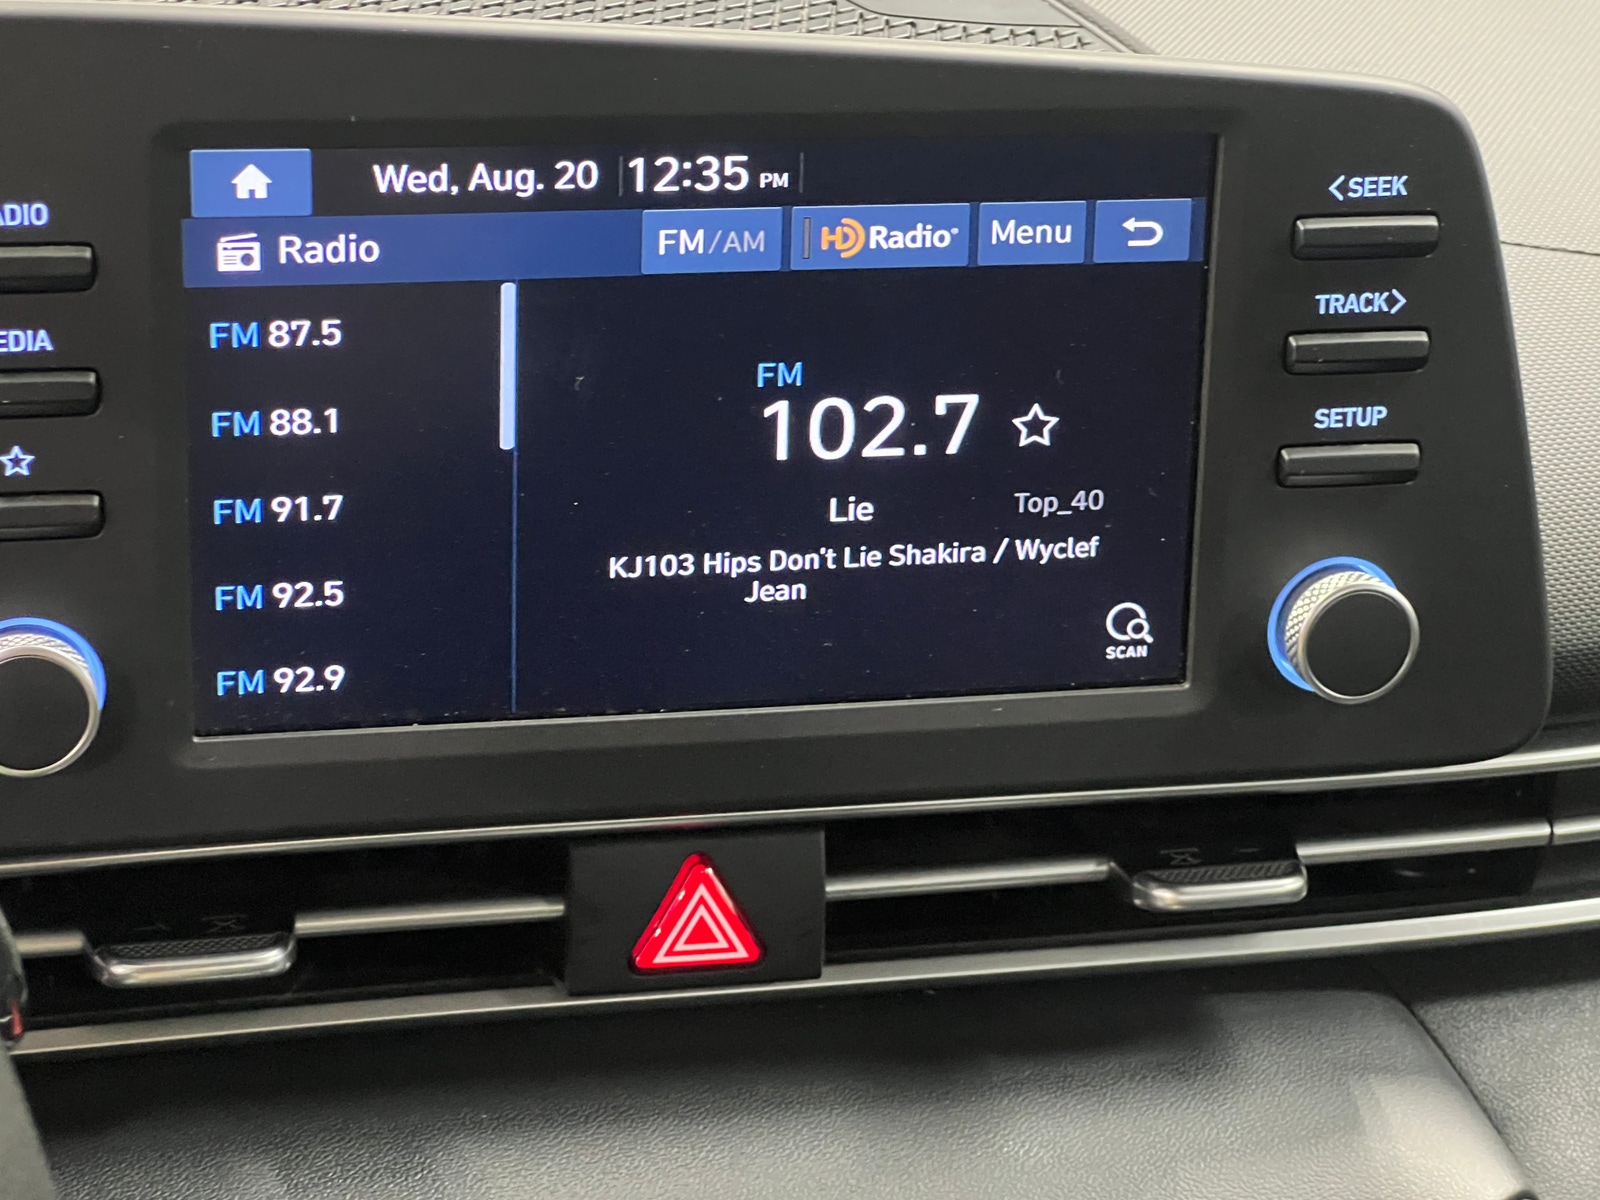 Wed, Aug. 20 12:35 PM
Radio FM/AM HD Radio Menu
FM 87.5
FM 88.1
FM 91.7
FM 92.5
FM 92.9
FM
102.7
Lie Top_40
KJ103 Hips Don't Lie Shakira / Wyclef
Jean
SCAN
ADIO
EDIA
<SEEK
TRACK>
SETUP